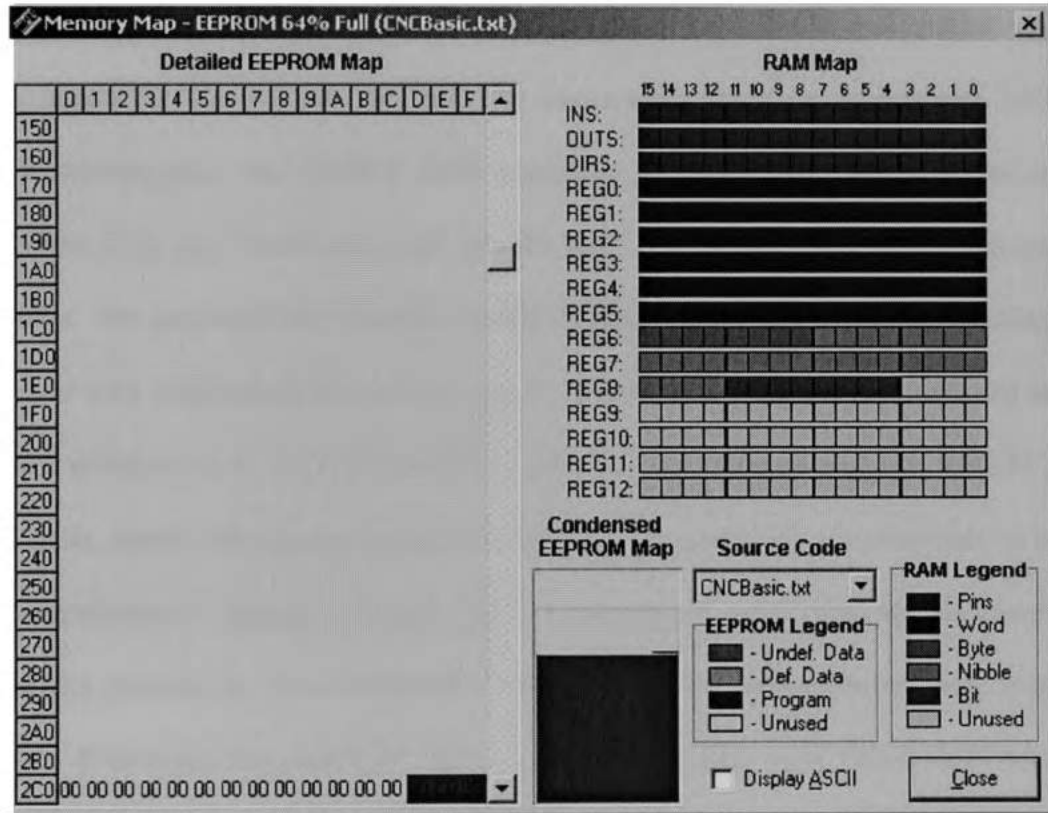 Memory Map - EEPROM 64% Full (CNCBasic.txt)
Detailed EEPROM Map
0 1 2 3 4 5 6 7 8 9 A B C D E F
150
160
170
180
190
1A0
1B0
1C0
1D0
1E0
1F0
200
210
220
230
240
250
260
270
280
290
2A0
2B0
2C0 00 00 00 00 00 00 00 00 00 00 00 00 00
RAM Map
15 14 13 12 11 10 9 8 7 6 5 4 3 2 1 0
INS:
OUTS:
DIRS:
REG0:
REG1:
REG2:
REG3:
REG4:
REG5:
REG6:
REG7:
REG8:
REG9:
REG10:
REG11:
REG12:
Condensed
EEPROM Map
Source Code
CNCBasic.txt
EEPROM Legend
- Undef. Data
- Def. Data
- Program
- Unused
Display ASCII
RAM Legend
- Pins
- Word
- Byte
- Nibble
- Bit
- Unused
Close